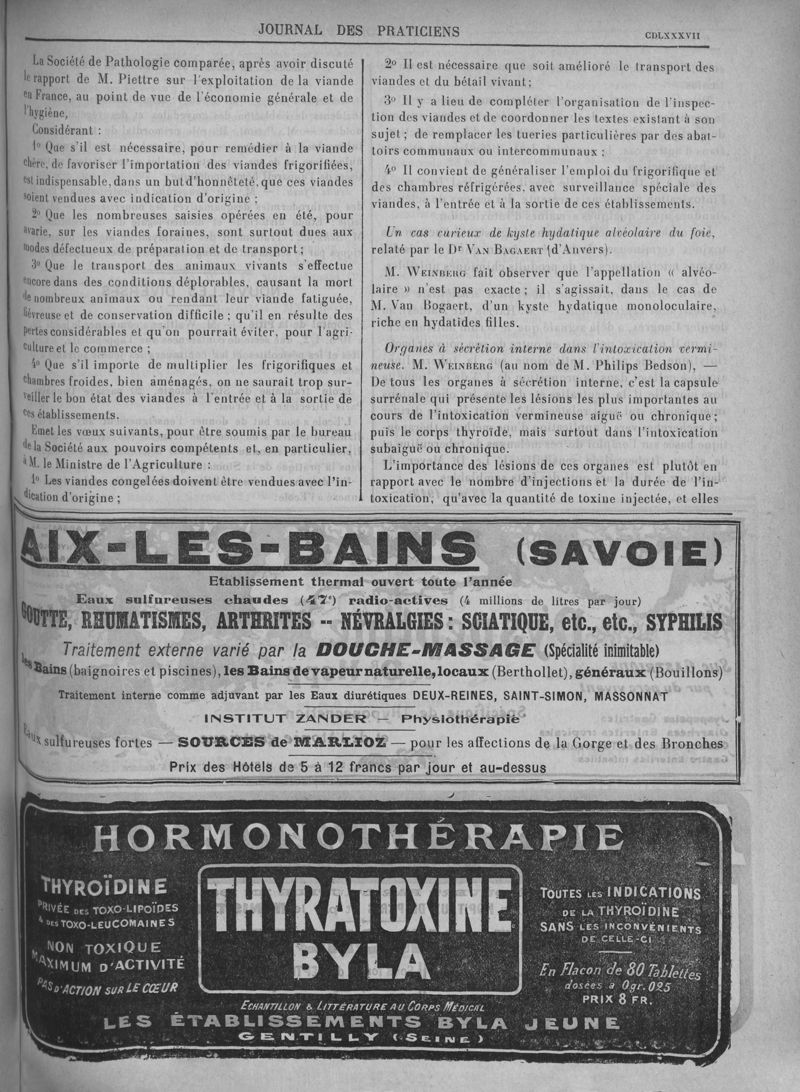 JOURNAL DES PRATICIENS
CDLXXXVII
La Société de Pathologie comparée, après avoir discuté
le rapport de M. Piettre sur l'exploitation de la viande
en France, au point de vue de l'économie générale et de
l'hygiène,
Considérant :
1º Que s'il est nécessaire, pour remédier à la viande
chère, de favoriser l'importation des viandes frigorifiées,
est indispensable, dans un but d'honnêteté, que ces viandes
soient vendues avec indication d'origine ;
2º Que les nombreuses saisies opérées en été, pour
avarie, sur les viandes foraines, sont surtout dues aux
modes défectueux de préparation et de transport ;
3º Que le transport des animaux vivants s'effectue
encore dans des conditions déplorables, causant la mort
de nombreux animaux ou rendant leur viande fatiguée,
fiévreuse et de conservation difficile ; qu'il en résulte des
pertes considérables et qu'on pourrait éviter, pour l'agri-
culture et le commerce ;
4º Que s'il importe de multiplier les frigorifiques et
chambres froides, bien aménagés, on ne saurait trop sur-
veiller le bon état des viandes à l'entrée et à la sortie de
ces établissements.
Emet les vœux suivants, pour être soumis par le bureau
de la Société aux pouvoirs compétents et, en particulier,
à M. le Ministre de l'Agriculture :
1º Les viandes congelées doivent être vendues avec l'in-
dication d'origine ;
2º Il est nécessaire que soit amélioré le transport des
viandes et du bétail vivant ;
3º Il y a lieu de compléter l'organisation de l'inspec-
tion des viandes et de coordonner les textes existant à son
sujet ; de remplacer les tueries particulières par des abat-
toirs communaux ou intercommunaux ;
4º Il convient de généraliser l'emploi du frigorifique et
des chambres réfrigérées, avec surveillance spéciale des
viandes, à l'entrée et à la sortie de ces établissements.
Un cas curieux de kyste hydatique alvéolaire du foie,
relaté par le Dr VAN BAGAERT (d'Anvers).
M. WEINBERG fait observer que l'appellation « alvéo-
laire » n'est pas exacte ; il s'agissait, dans le cas de
M. Van Bogaert, d'un kyste hydatique monoloculaire,
riche en hydatides filles.
Organes à sécrétion interne dans l'intoxication vermi-
neuse. M. WEINBERG (au nom de M. Philips Bedson), —
De tous les organes à sécrétion interne, c'est la capsule
surrénale qui présente les lésions les plus importantes au
cours de l'intoxication vermineuse aiguë ou chronique ;
puis le corps thyroïde, mais surtout dans l'intoxication
subaiguë ou chronique.
L'importance des lésions de ces organes est plutôt en
rapport avec le nombre d'injections et la durée de l'in-
toxication, qu'avec la quantité de toxine injectée, et elles
AIX-LES-BAINS (SAVOIE)
Etablissement thermal ouvert toute l'année
Eaux sulfureuses chaudes (47º) radio-actives (4 millions de litres par jour)
GOUTTE, RHUMATISMES, ARTHRITES -- NÉVRALGIES : SCIATIQUE, etc., etc., SYPHILIS
Traitement externe varié par la DOUCHE-MASSAGE (Spécialité inimitable)
les Bains (baignoires et piscines), les Bains de vapeur naturelle, locaux (Berthollet), généraux (Bouillons)
Traitement interne comme adjuvant par les Eaux diurétiques DEUX-REINES, SAINT-SIMON, MASSONNAT
INSTITUT ZANDER — Physiothérapie
Eaux sulfureuses fortes — SOURCES de MARLIOZ — pour les affections de la Gorge et des Bronches
Prix des Hôtels de 5 à 12 francs par jour et au-dessus
HORMONOTHÉRAPIE
THYROÏDINE
PRIVÉE DES TOXO-LIPOÏDES
& DES TOXO-LEUCOMAINES
NON TOXIQUE
MAXIMUM D'ACTIVITÉ
PAS D'ACTION SUR LE CŒUR
THYRATOXINE
BYLA
TOUTES LES INDICATIONS
DE LA THYROÏDINE
SANS LES INCONVÉNIENTS
DE CELLE-CI
En Flacon de 80 Tablettes
dosées à 0gr.025
PRIX 8 FR.
ECHANTILLON & LITTÉRATURE AU CORPS MÉDICAL
LES ÉTABLISSEMENTS BYLA JEUNE
GENTILLY (SEINE)